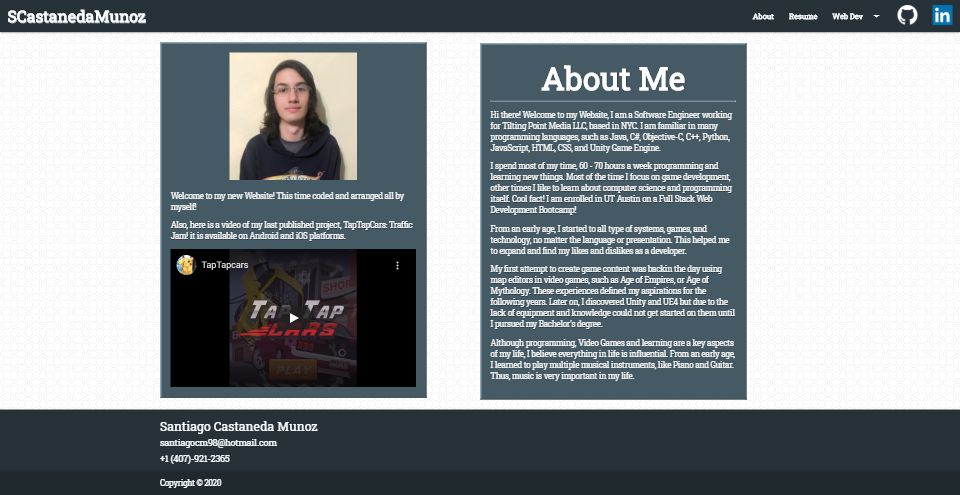 SCastanedaMunoz
About Resume Web Dev
in
Welcome to my new Website! This time coded and arranged all by
myself!
Also, here is a video of my last published project, TapTapCars: Traffic
Jam! it is available on Android and iOS platforms.
TapTapcars
TAP TAP
CARS
SHOP
PLAY
About Me
Hi there! Welcome to my Website, I am a Software Engineer working
for Tilting Point Media LLC, based in NYC. I am familiar in many
programming languages, such as Java, C#, Objective-C, C++, Python,
JavaScript, HTML, CSS, and Unity Game Engine.
I spend most of my time, 60 - 70 hours a week programming and
learning new things. Most of the time I focus on game development,
other times I like to learn about computer science and programming
itself. Cool fact! I am enrolled in UT Austin on a Full Stack Web
Development Bootcamp!
From an early age, I started to all type of systems, games, and
technology, no matter the language or presentation. This helped me
to expand and find my likes and dislikes as a developer.
My first attempt to create game content was backin the day using
map editors in video games, such as Age of Empires, or Age of
Mythology. These experiences defined my aspirations for the
following years. Later on, I discovered Unity and UE4 but due to the
lack of equipment and knowledge could not get started on them until
I pursued my Bachelor's degree.
Although programming, Video Games and learning are a key aspects
of my life, I believe everything in life is influential. From an early age,
I learned to play multiple musical instruments, like Piano and Guitar.
Thus, music is very important in my life.
Santiago Castaneda Munoz
santiagocm98@hotmail.com
+1 (407)-921-2365
Copyright © 2020